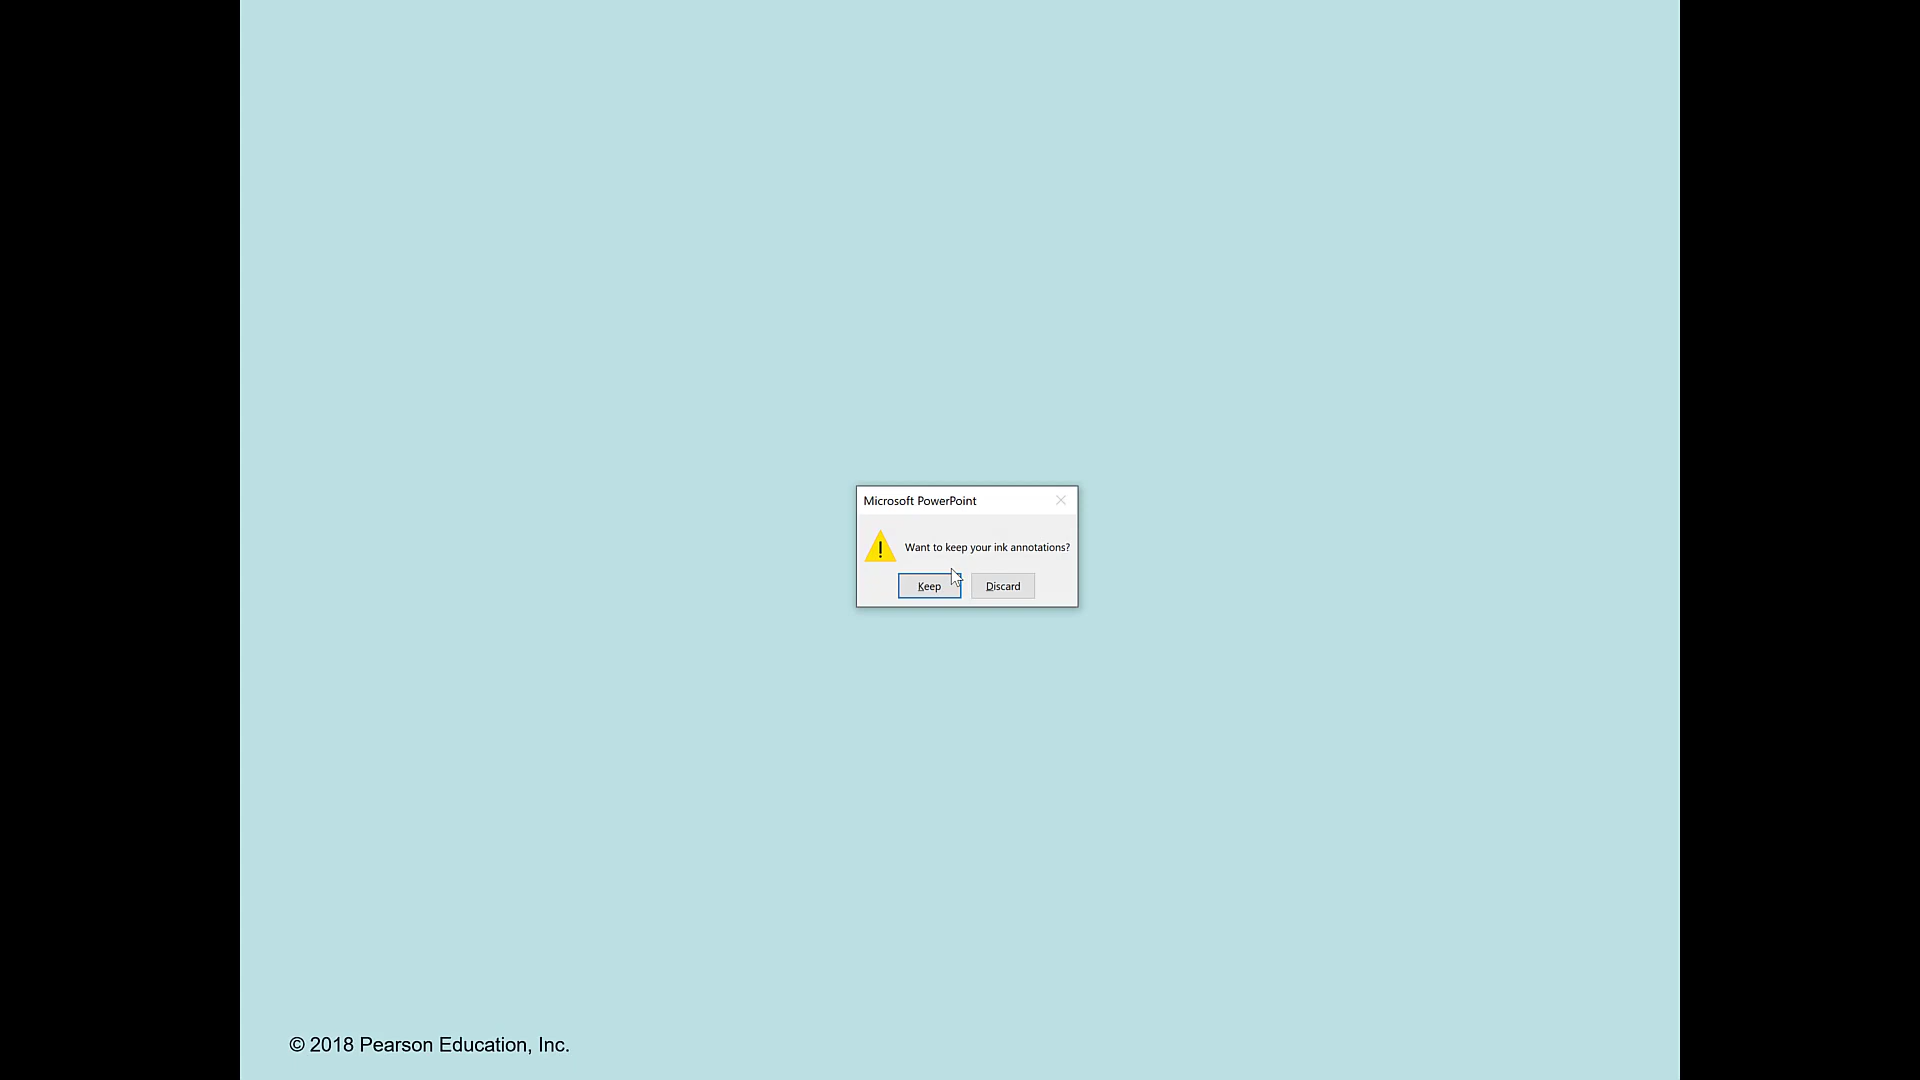 Microsoft PowerPoint
Want to keep your ink annotations?
Keep Discard
© 2018 Pearson Education, Inc.